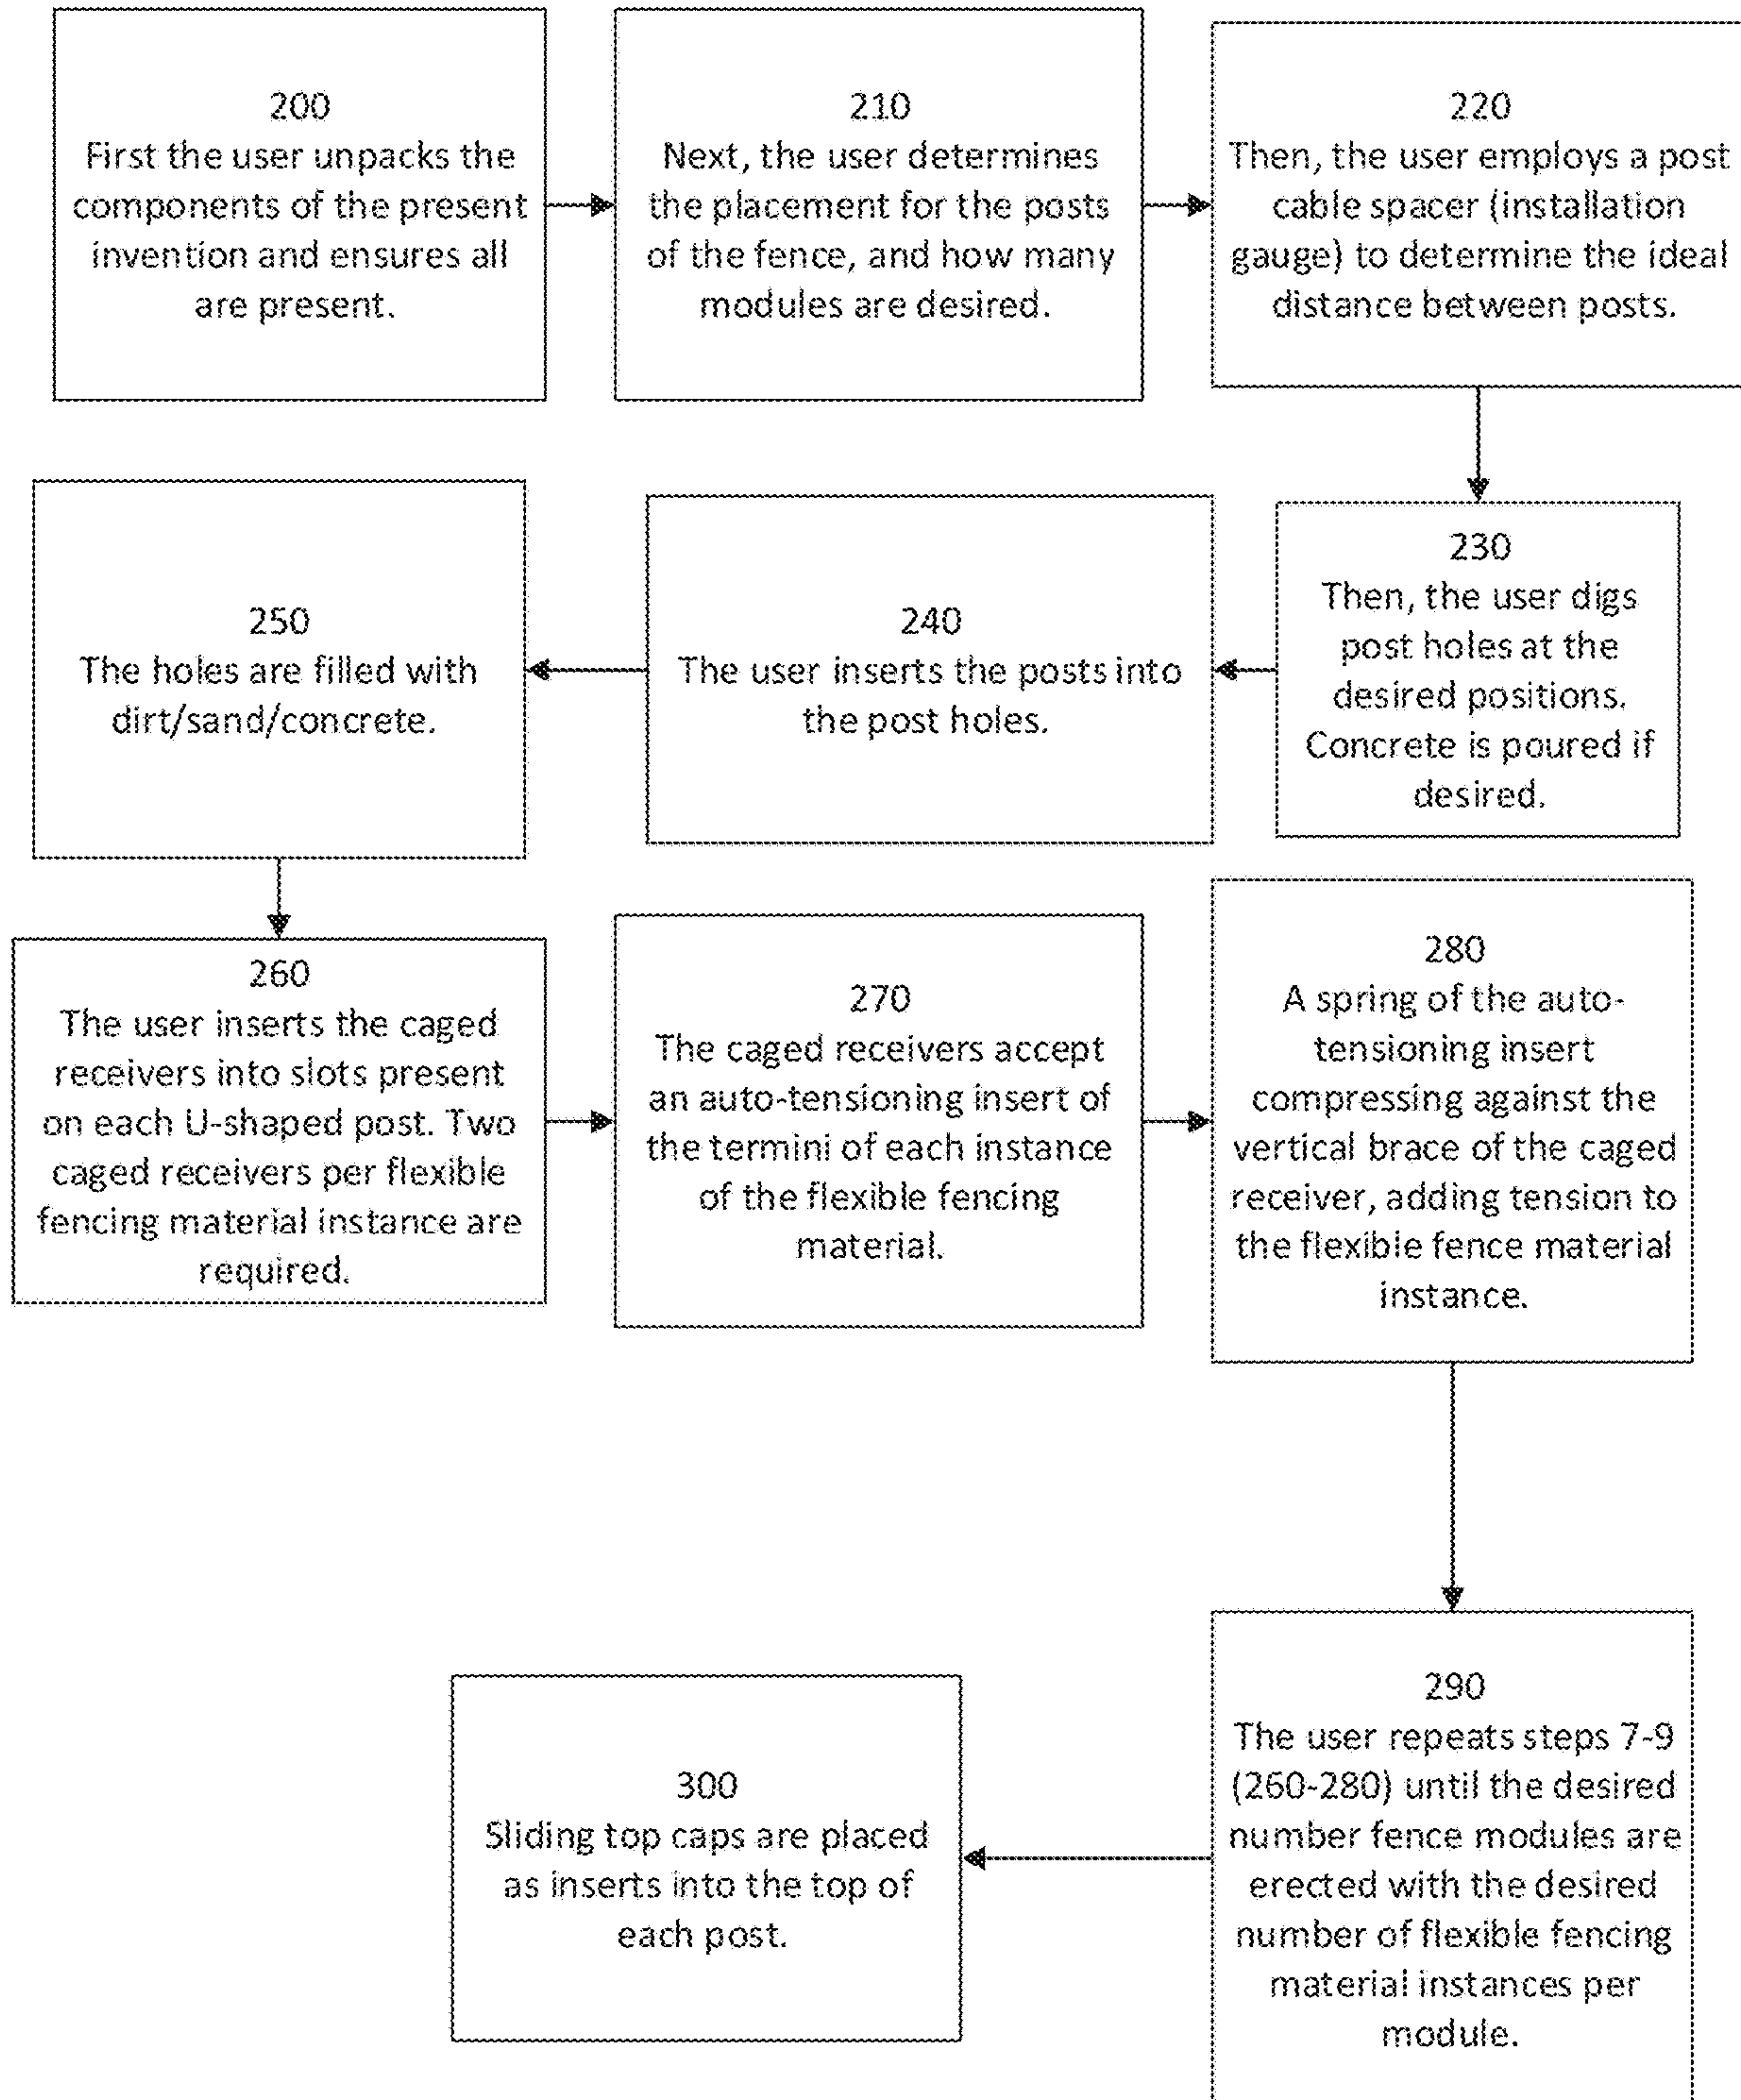 200
First the user unpacks the
components of the present
invention and ensures all
are present.
210
Next, the user determines
the placement for the posts
of the fence, and how many
modules are desired.
220
Then, the user employs a post
cable spacer (installation
gauge) to determine the ideal
distance between posts.
230
Then, the user digs
post holes at the
desired positions.
Concrete is poured if
desired.
240
The user inserts the posts into
the post holes.
250
The holes are filled with
dirt/sand/concrete.
260
The user inserts the caged
receivers into slots present
on each U-shaped post. Two
caged receivers per flexible
fencing material instance are
required.
270
The caged receivers accept
an auto-tensioning insert of
the termini of each instance
of the flexible fencing
material.
280
A spring of the auto-
tensioning insert
compressing against the
vertical brace of the caged
receiver, adding tension to
the flexible fence material
instance.
290
The user repeats steps 7-9
(260-280) until the desired
number fence modules are
erected with the desired
number of flexible fencing
material instances per
module.
300
Sliding top caps are placed
as inserts into the top of
each post.